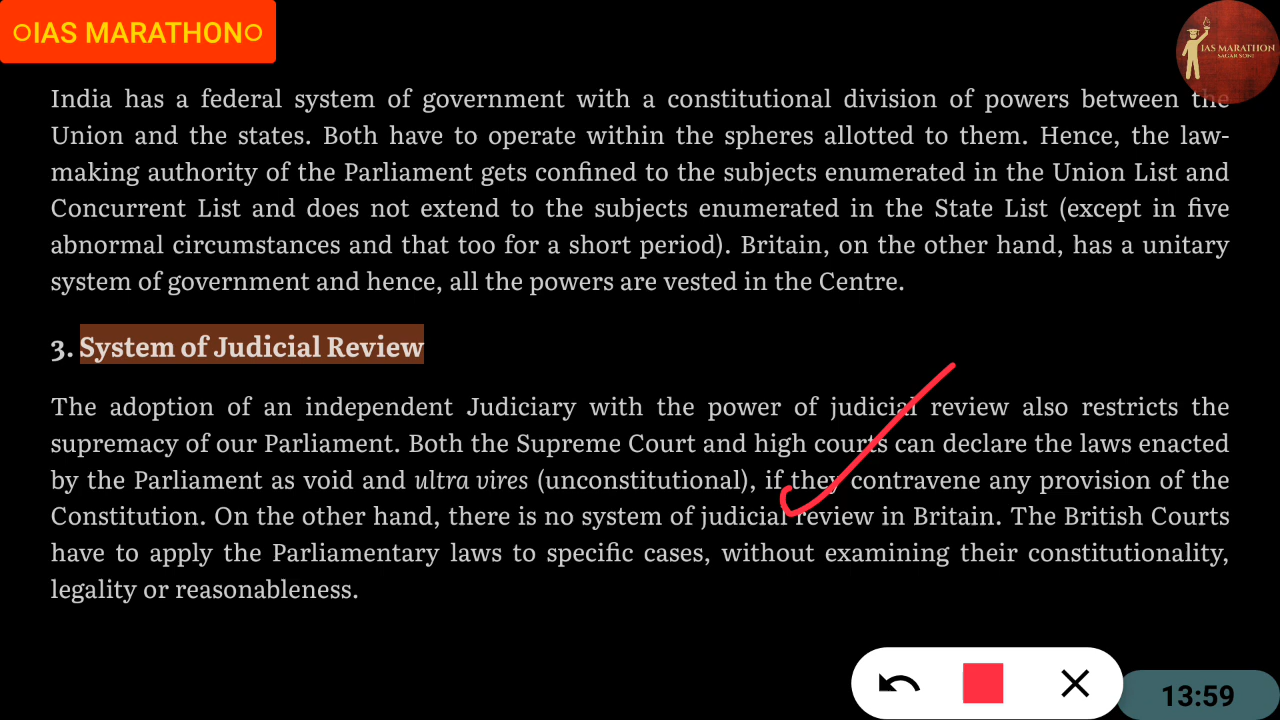 ○IAS MARATHON○
IAS MARATHON
SAGAR SONI
India has a federal system of government with a constitutional division of powers between the
Union and the states. Both have to operate within the spheres allotted to them. Hence, the law-
making authority of the Parliament gets confined to the subjects enumerated in the Union List and
Concurrent List and does not extend to the subjects enumerated in the State List (except in five
abnormal circumstances and that too for a short period). Britain, on the other hand, has a unitary
system of government and hence, all the powers are vested in the Centre.
3. System of Judicial Review
The adoption of an independent Judiciary with the power of judicial review also restricts the
supremacy of our Parliament. Both the Supreme Court and high courts can declare the laws enacted
by the Parliament as void and ultra vires (unconstitutional), if they contravene any provision of the
Constitution. On the other hand, there is no system of judicial review in Britain. The British Courts
have to apply the Parliamentary laws to specific cases, without examining their constitutionality,
legality or reasonableness.
13:59